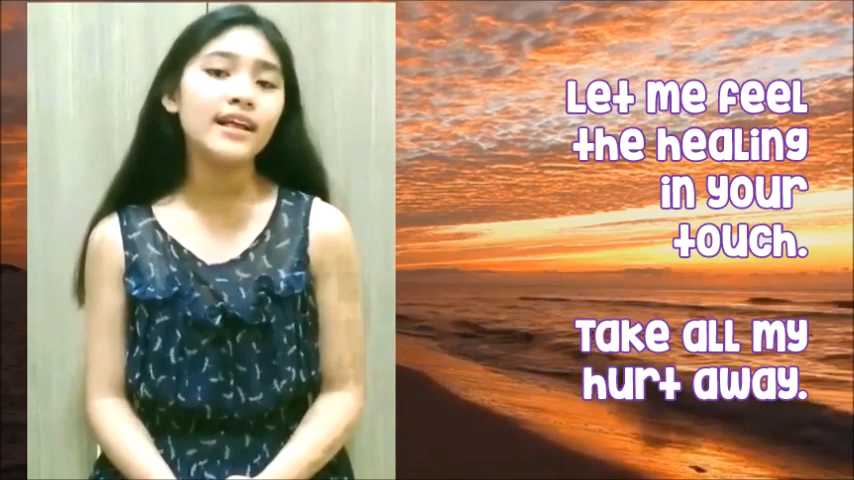 Let me feel
the healing
in your
touch.
Take all my
hurt away.